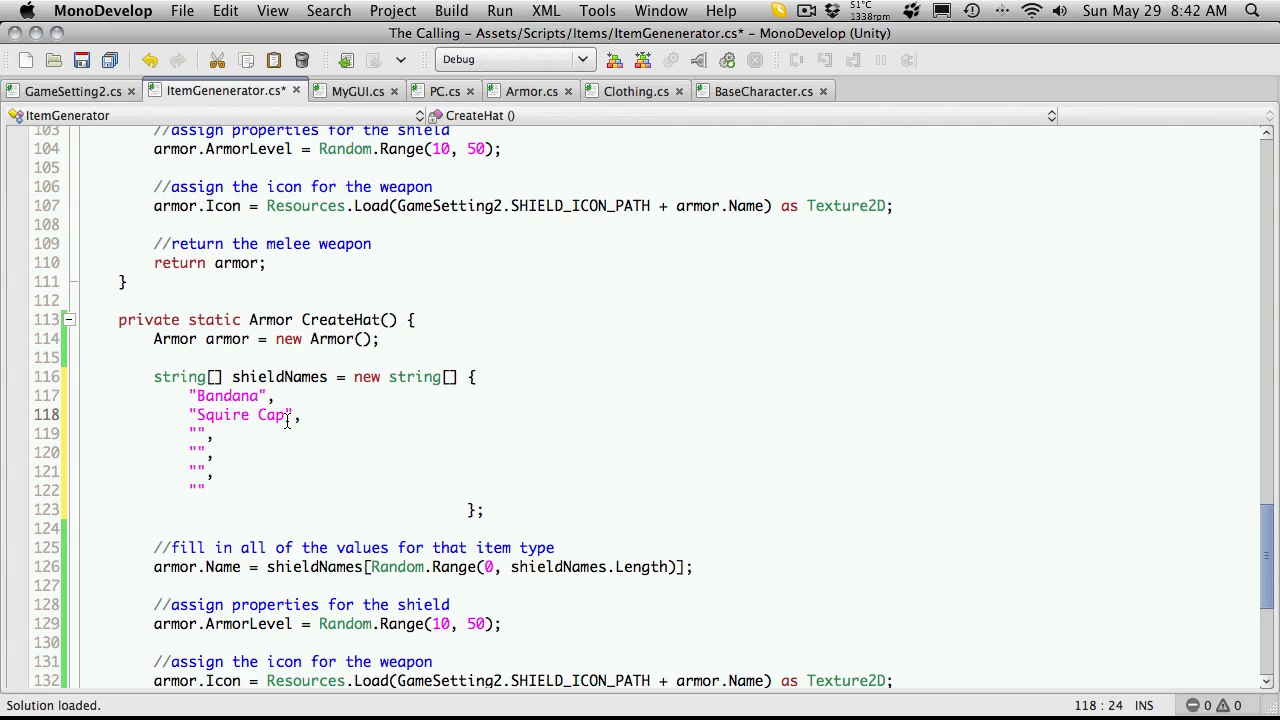 MonoDevelop File Edit View Search Project Build Run XML Tools Window Help 51°C 1338rpm Sun May 29 8:42 AM
The Calling – Assets/Scripts/Items/ItemGenenerator.cs* – MonoDevelop (Unity)
Debug
GameSetting2.cs × ItemGenenerator.cs* × MyGUI.cs × PC.cs × Armor.cs × Clothing.cs × BaseCharacter.cs ×
ItemGenerator CreateHat ()
103 //assign properties for the shield
104 armor.ArmorLevel = Random.Range(10, 50);
105
106 //assign the icon for the weapon
107 armor.Icon = Resources.Load(GameSetting2.SHIELD_ICON_PATH + armor.Name) as Texture2D;
108
109 //return the melee weapon
110 return armor;
111 }
112
113 private static Armor CreateHat() {
114 Armor armor = new Armor();
115
116 string[] shieldNames = new string[] {
117 "Bandana",
118 "Squire Cap",
119 "",
120 "",
121 "",
122 ""
123 };
124
125 //fill in all of the values for that item type
126 armor.Name = shieldNames[Random.Range(0, shieldNames.Length)];
127
128 //assign properties for the shield
129 armor.ArmorLevel = Random.Range(10, 50);
130
131 //assign the icon for the weapon
132 armor.Icon = Resources.Load(GameSetting2.SHIELD_ICON_PATH + armor.Name) as Texture2D;
Solution loaded. 118 : 24 INS 0 0